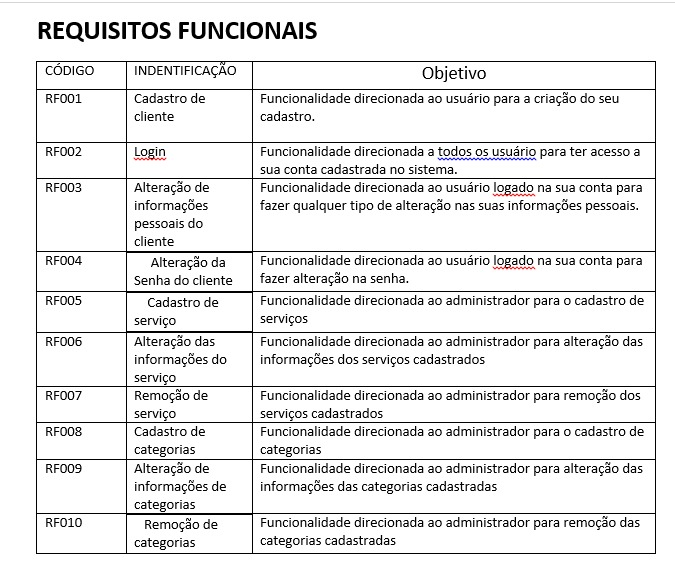 REQUISITOS FUNCIONAIS
CÓDIGO INDENTIFICAÇÃO Objetivo
RF001 Cadastro de Funcionalidade direcionada ao usuário para a criação do seu
cliente cadastro.
RF002 Login Funcionalidade direcionada a todos os usuário para ter acesso a
sua conta cadastrada no sistema.
RF003 Alteração de Funcionalidade direcionada ao usuário logado na sua conta para
informações fazer qualquer tipo de alteração nas suas informações pessoais.
pessoais do
cliente
RF004 Alteração da Funcionalidade direcionada ao usuário logado na sua conta para
Senha do cliente fazer alteração na senha.
RF005 Cadastro de Funcionalidade direcionada ao administrador para o cadastro de
serviço serviços
RF006 Alteração das Funcionalidade direcionada ao administrador para alteração das
informações do informações dos serviços cadastrados
serviço
RF007 Remoção de Funcionalidade direcionada ao administrador para remoção dos
serviço serviços cadastrados
RF008 Cadastro de Funcionalidade direcionada ao administrador para o cadastro de
categorias categorias
RF009 Alteração de Funcionalidade direcionada ao administrador para alteração das
informações de informações das categorias cadastradas
categorias
RF010 Remoção de Funcionalidade direcionada ao administrador para remoção das
categorias categorias cadastradas